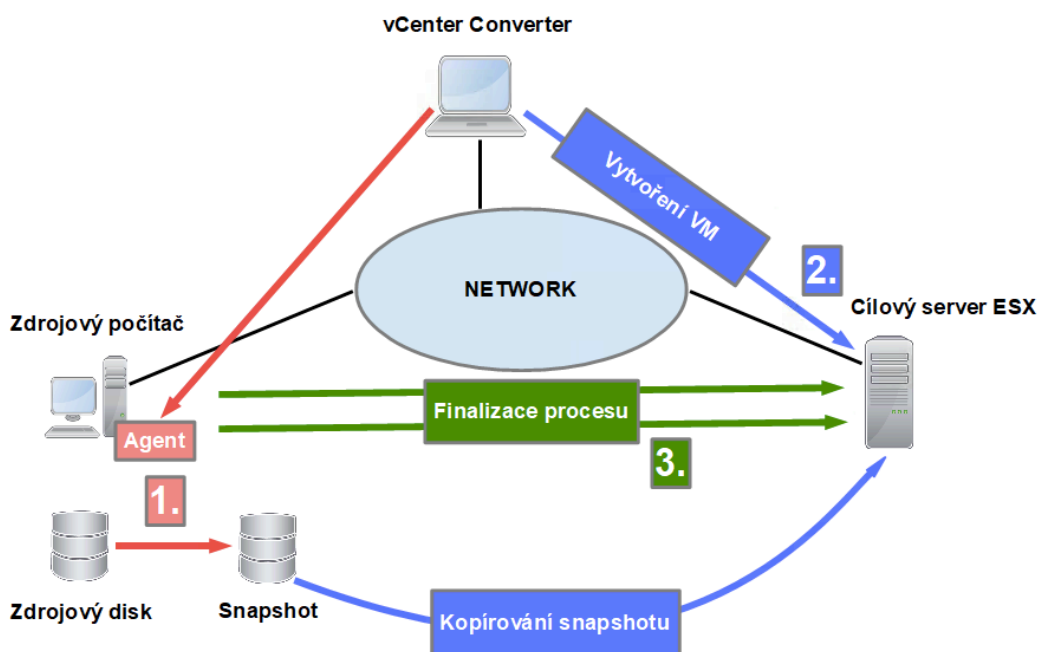 vCenter Converter
Vytvoření VM
2.
NETWORK
Cílový server ESX
Zdrojový počítač
Finalizace procesu
Agent
3.
1.
Zdrojový disk
Snapshot
Kopírování snapshotu